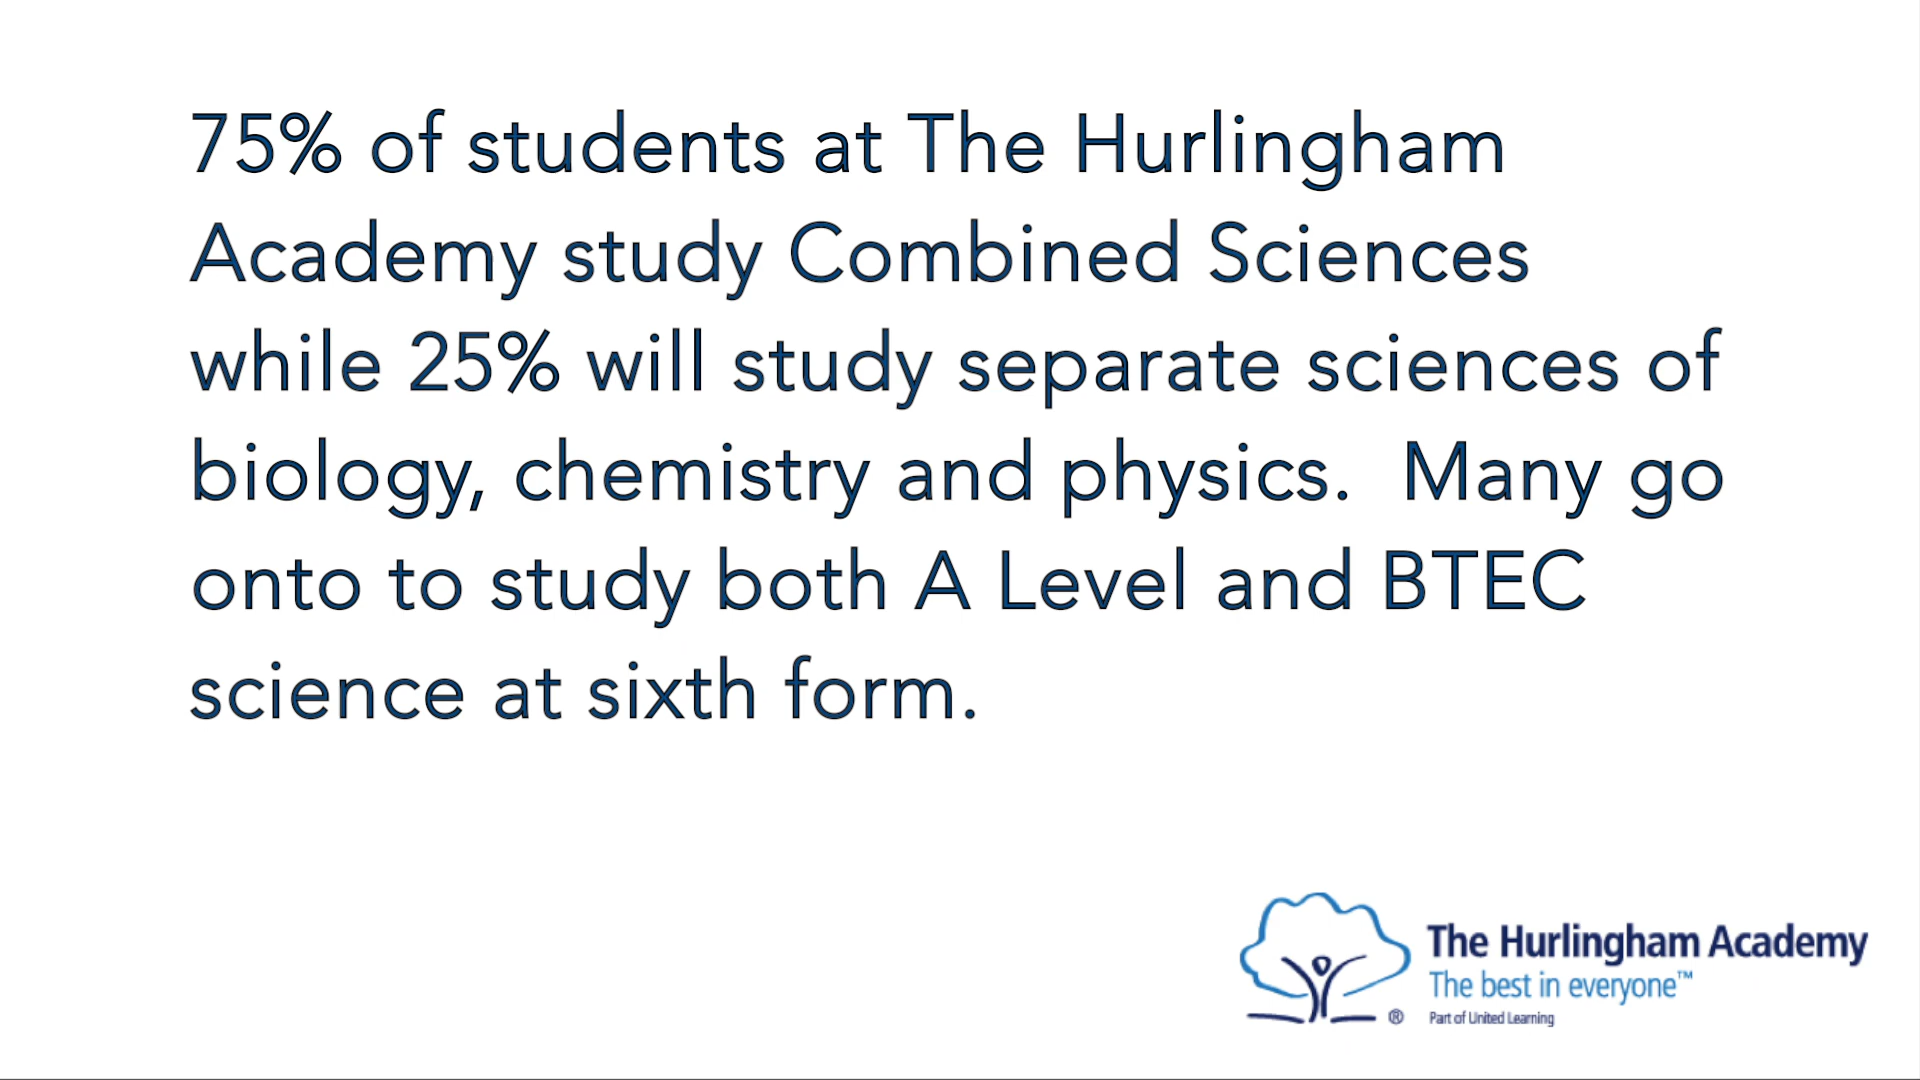 75% of students at The Hurlingham
Academy study Combined Sciences
while 25% will study separate sciences of
biology, chemistry and physics.  Many go
onto to study both A Level and BTEC
science at sixth form.
The Hurlingham Academy
The best in everyone™
Part of United Learning
®